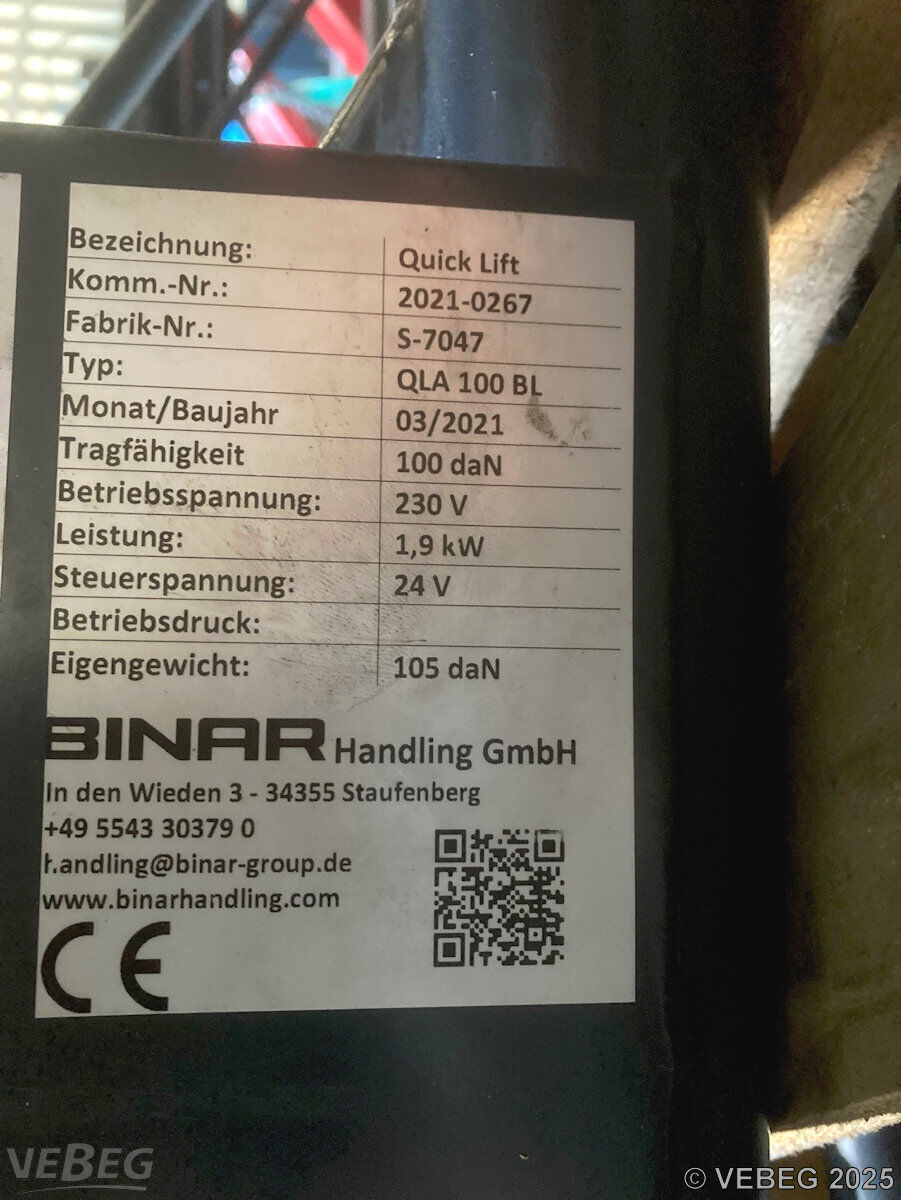 Bezeichnung: Quick Lift
Komm.-Nr.: 2021-0267
Fabrik-Nr.: S-7047
Typ: QLA 100 BL
Monat/Baujahr 03/2021
Tragfähigkeit 100 daN
Betriebsspannung: 230 V
Leistung: 1,9 kW
Steuerspannung: 24 V
Betriebsdruck:
Eigengewicht: 105 daN
BINAR Handling GmbH
In den Wieden 3 - 34355 Staufenberg
+49 5543 30379 0
handling@binar-group.de
www.binarhandling.com
CE
VEBEG
© VEBEG 2025